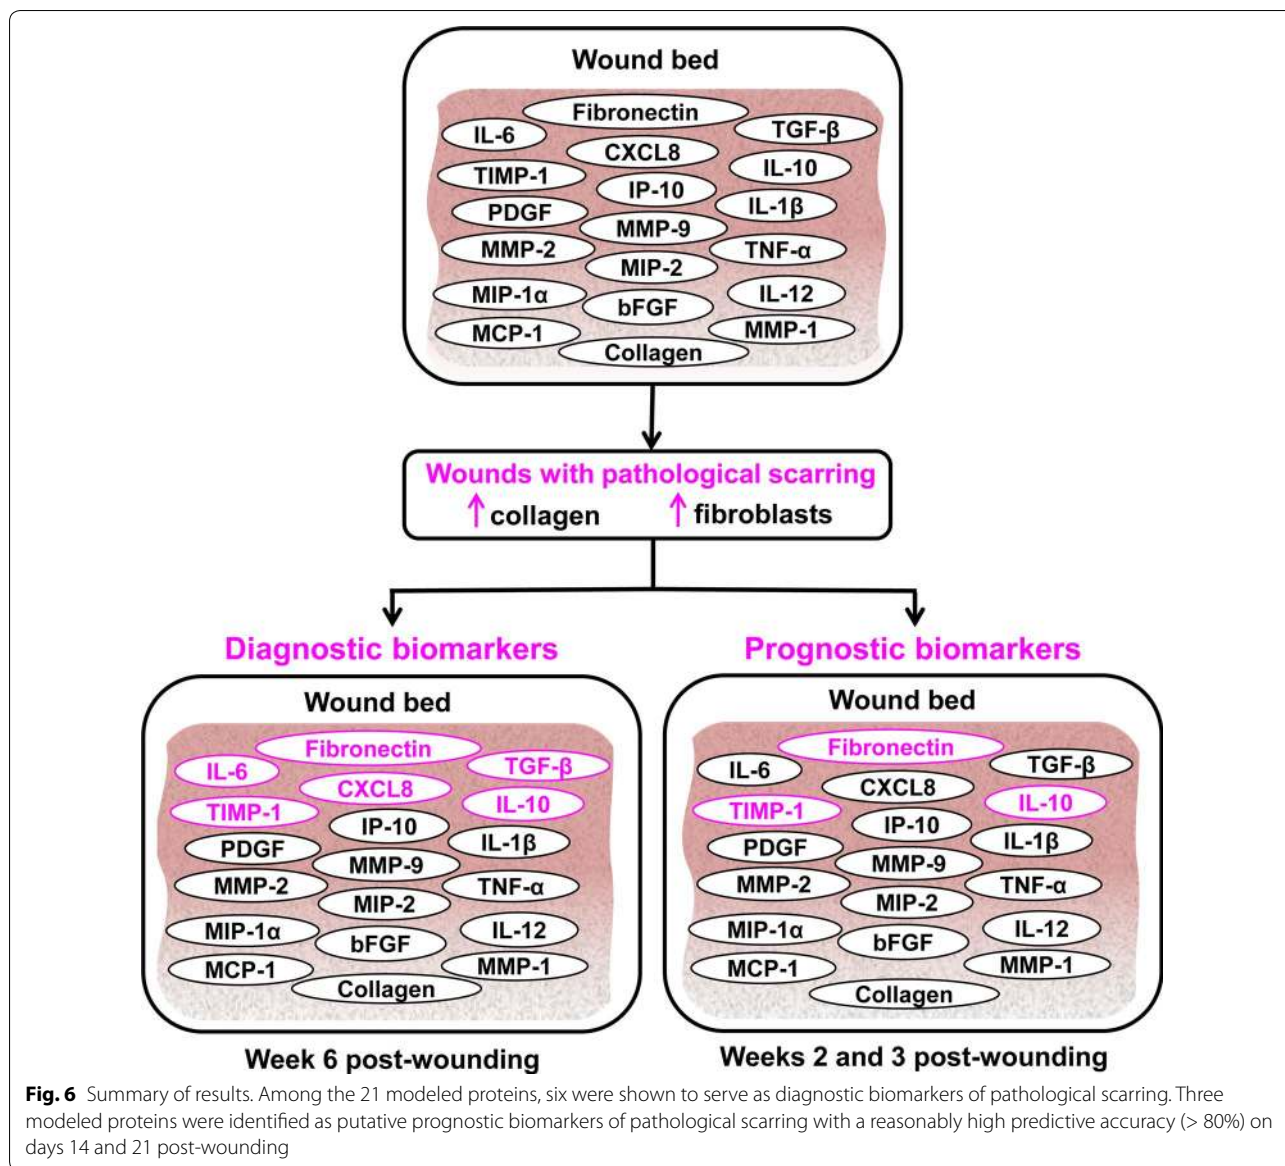 Wound bed
Fibronectin
IL-6
TGF-β
CXCL8
IL-10
TIMP-1
IP-10
IL-1β
PDGF
MMP-9
MMP-2
TNF-α
MIP-2
MIP-1α
IL-12
bFGF
MCP-1
MMP-1
Collagen
Wounds with pathological scarring
↑ collagen ↑ fibroblasts
Diagnostic biomarkers
Wound bed
Fibronectin
IL-6
TGF-β
CXCL8
IL-10
TIMP-1
IP-10
IL-1β
PDGF
MMP-9
MMP-2
TNF-α
MIP-2
MIP-1α
IL-12
bFGF
MCP-1
MMP-1
Collagen
Week 6 post-wounding
Prognostic biomarkers
Wound bed
Fibronectin
IL-6
TGF-β
CXCL8
IL-10
TIMP-1
IP-10
IL-1β
PDGF
MMP-9
MMP-2
TNF-α
MIP-2
MIP-1α
IL-12
bFGF
MCP-1
MMP-1
Collagen
Weeks 2 and 3 post-wounding
Fig. 6 Summary of results. Among the 21 modeled proteins, six were shown to serve as diagnostic biomarkers of pathological scarring. Three
modeled proteins were identified as putative prognostic biomarkers of pathological scarring with a reasonably high predictive accuracy (> 80%) on
days 14 and 21 post-wounding